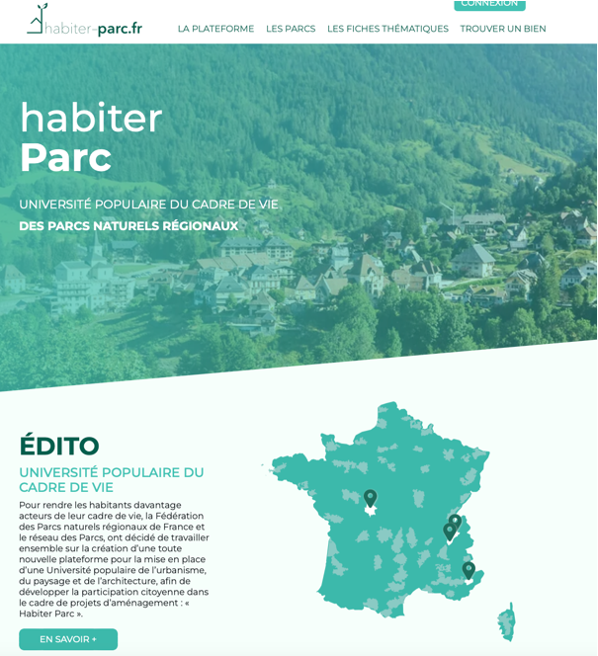 CONNEXION
habiter-parc.fr
LA PLATEFORME LES PARCS LES FICHES THÉMATIQUES TROUVER UN BIEN
habiter
Parc
UNIVERSITÉ POPULAIRE DU CADRE DE VIE
DES PARCS NATURELS RÉGIONAUX
ÉDITO
UNIVERSITÉ POPULAIRE DU
CADRE DE VIE
Pour rendre les habitants davantage
acteurs de leur cadre de vie, la Fédération
des Parcs naturels régionaux de France et
le réseau des Parcs, ont décidé de travailler
ensemble sur la création d'une toute
nouvelle plateforme pour la mise en place
d'une Université populaire de l'urbanisme,
du paysage et de l'architecture, afin de
développer la participation citoyenne dans
le cadre de projets d'aménagement : «
Habiter Parc ».
EN SAVOIR +